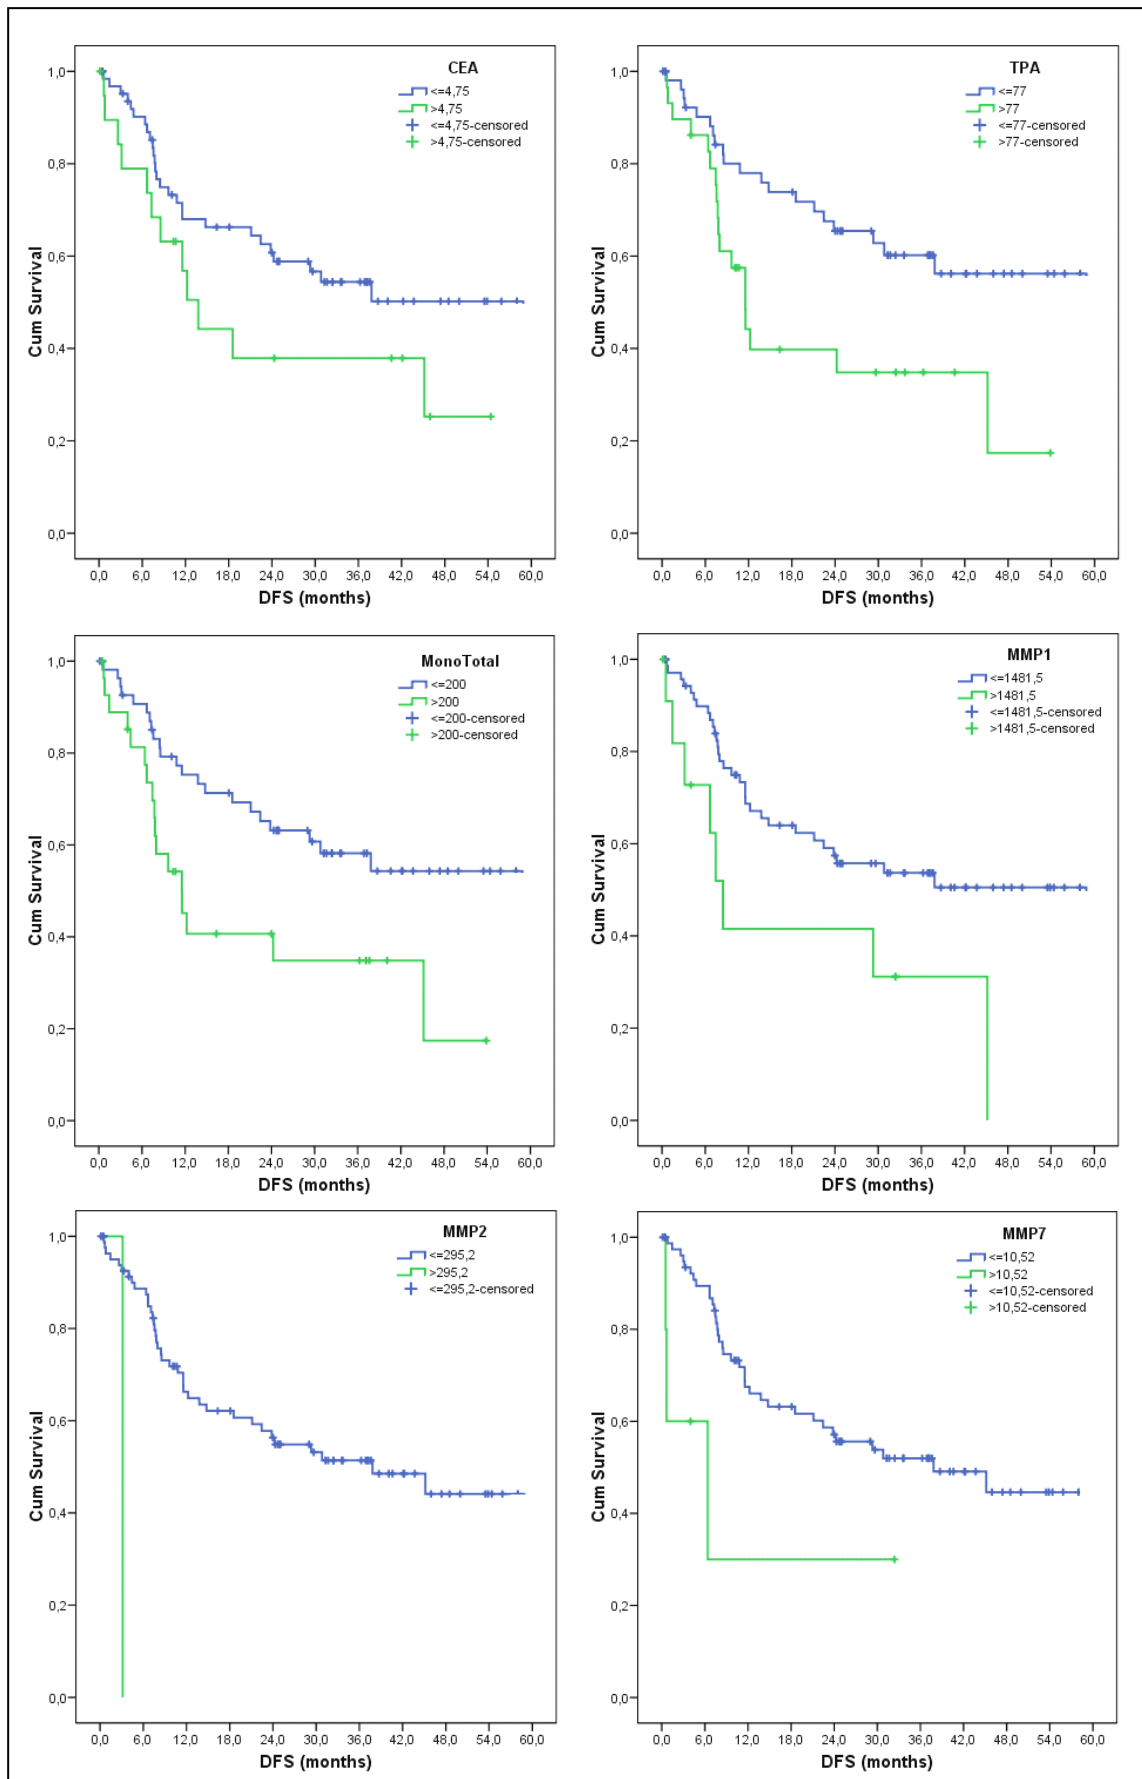 CEA
<=4,75
>4,75
<=4,75-censored
>4,75-censored
1,0
0,8
0,6
0,4
0,2
0,0
Cum Survival
0,0 6,0 12,0 18,0 24,0 30,0 36,0 42,0 48,0 54,0 60,0
DFS (months)
TPA
<=77
>77
<=77-censored
>77-censored
1,0
0,8
0,6
0,4
0,2
0,0
Cum Survival
0,0 6,0 12,0 18,0 24,0 30,0 36,0 42,0 48,0 54,0 60,0
DFS (months)
MonoTotal
<=200
>200
<=200-censored
>200-censored
1,0
0,8
0,6
0,4
0,2
0,0
Cum Survival
0,0 6,0 12,0 18,0 24,0 30,0 36,0 42,0 48,0 54,0 60,0
DFS (months)
MMP1
<=1481,5
>1481,5
<=1481,5-censored
>1481,5-censored
1,0
0,8
0,6
0,4
0,2
0,0
Cum Survival
0,0 6,0 12,0 18,0 24,0 30,0 36,0 42,0 48,0 54,0 60,0
DFS (months)
MMP2
<=295,2
>295,2
<=295,2-censored
1,0
0,8
0,6
0,4
0,2
0,0
Cum Survival
0,0 6,0 12,0 18,0 24,0 30,0 36,0 42,0 48,0 54,0 60,0
DFS (months)
MMP7
<=10,52
>10,52
<=10,52-censored
>10,52-censored
1,0
0,8
0,6
0,4
0,2
0,0
Cum Survival
0,0 6,0 12,0 18,0 24,0 30,0 36,0 42,0 48,0 54,0 60,0
DFS (months)